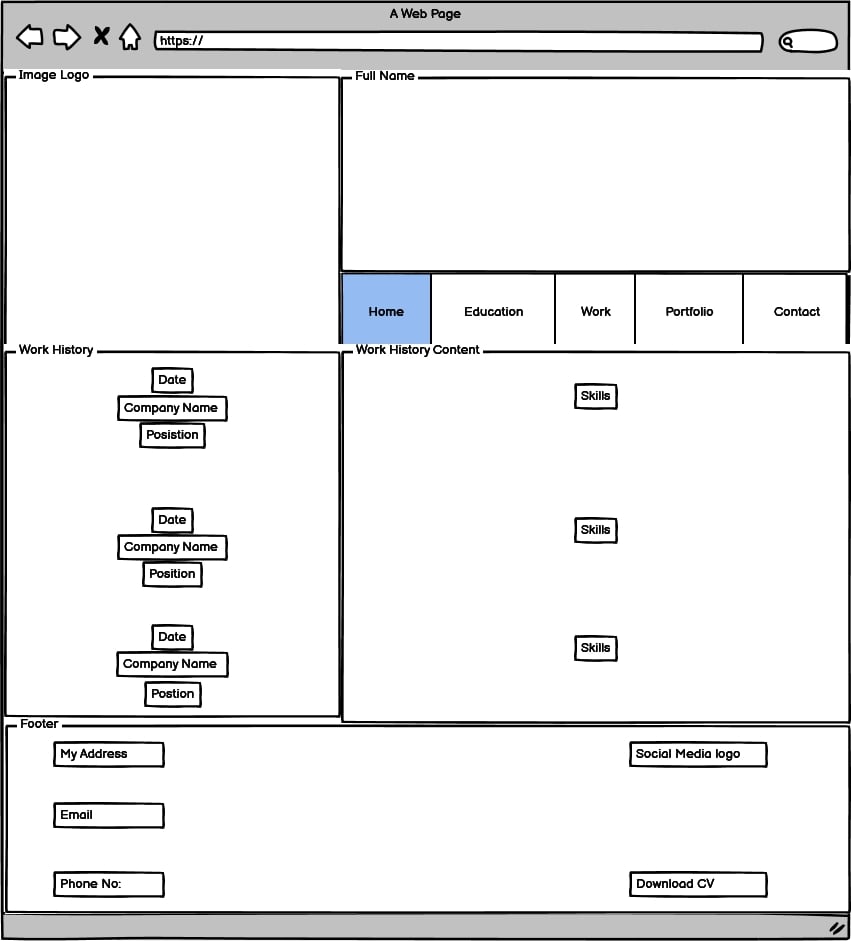 A Web Page
https://
Image Logo
Full Name
Home
Education
Work
Portfolio
Contact
Work History
Date
Company Name
Posistion
Date
Company Name
Position
Date
Company Name
Postion
Work History Content
Skills
Skills
Skills
Footer
My Address
Email
Phone No:
Social Media logo
Download CV